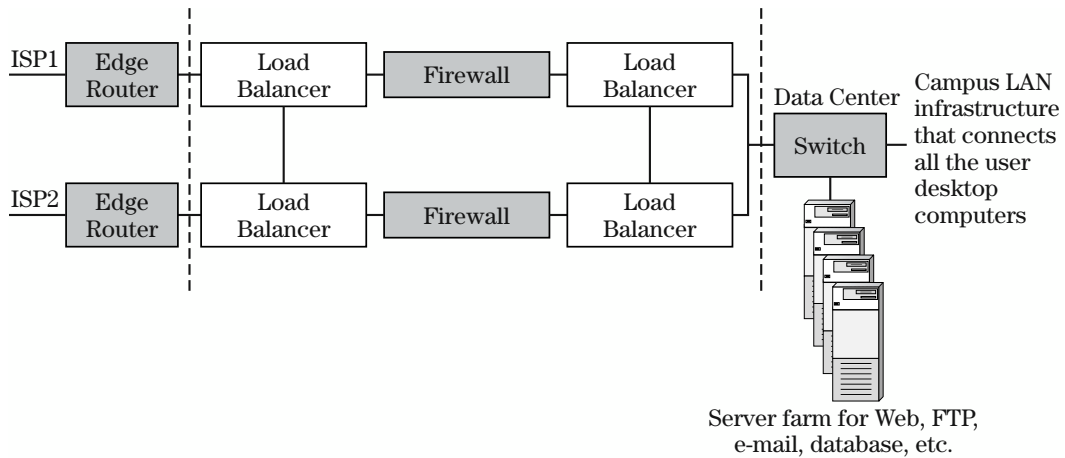 ISP1
Edge
Router
Load
Balancer
Firewall
Load
Balancer
Data Center
Switch
Campus LAN
infrastructure
that connects
all the user
desktop
computers
ISP2
Edge
Router
Load
Balancer
Firewall
Load
Balancer
Server farm for Web, FTP,
e-mail, database, etc.